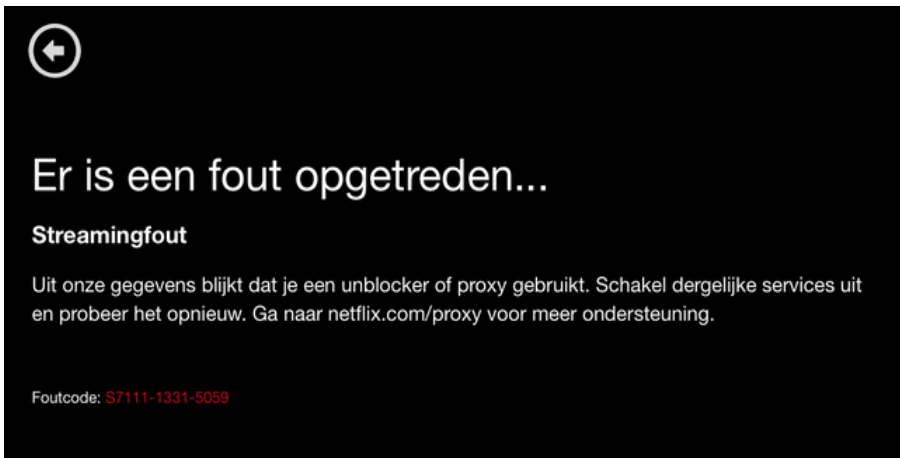 Er is een fout opgetreden...
Streamingfout
Uit onze gegevens blijkt dat je een unblocker of proxy gebruikt. Schakel dergelijke services uit
en probeer het opnieuw. Ga naar netflix.com/proxy voor meer ondersteuning.
Foutcode: S7111-1331-5059